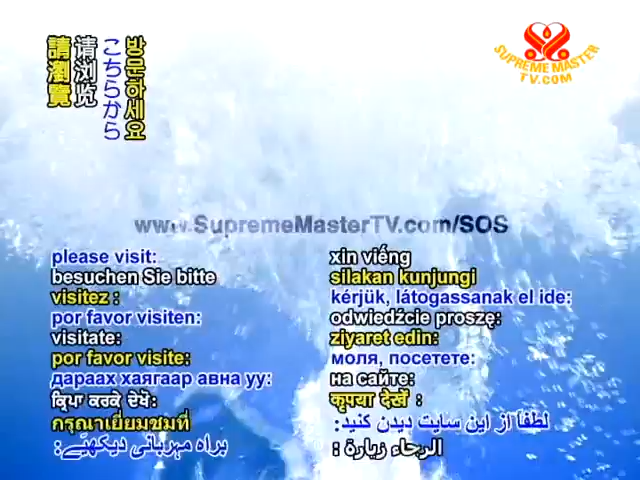 請瀏覽
请浏览
こちらから
방문하세요
SUPREME MASTER
TV.COM
www.SupremeMasterTV.com/SOS
please visit:
besuchen Sie bitte
visitez :
por favor visiten:
visitate:
por favor visite:
дараах хаягаар авна уу:
ਕ੍ਰਿਪਾ ਕਰਕੇ ਦੇਖੋ:
กรุณาเยี่ยมชมที่
براہ مہربانی دیکھیے:
xin viếng
silakan kunjungi
kérjük, látogassanak el ide:
odwiedźcie proszę:
ziyaret edin:
моля, посетете:
на сайте:
कृपया देखें :
لطفاً از این سایت دیدن کنید:
الرجاء زيارة :